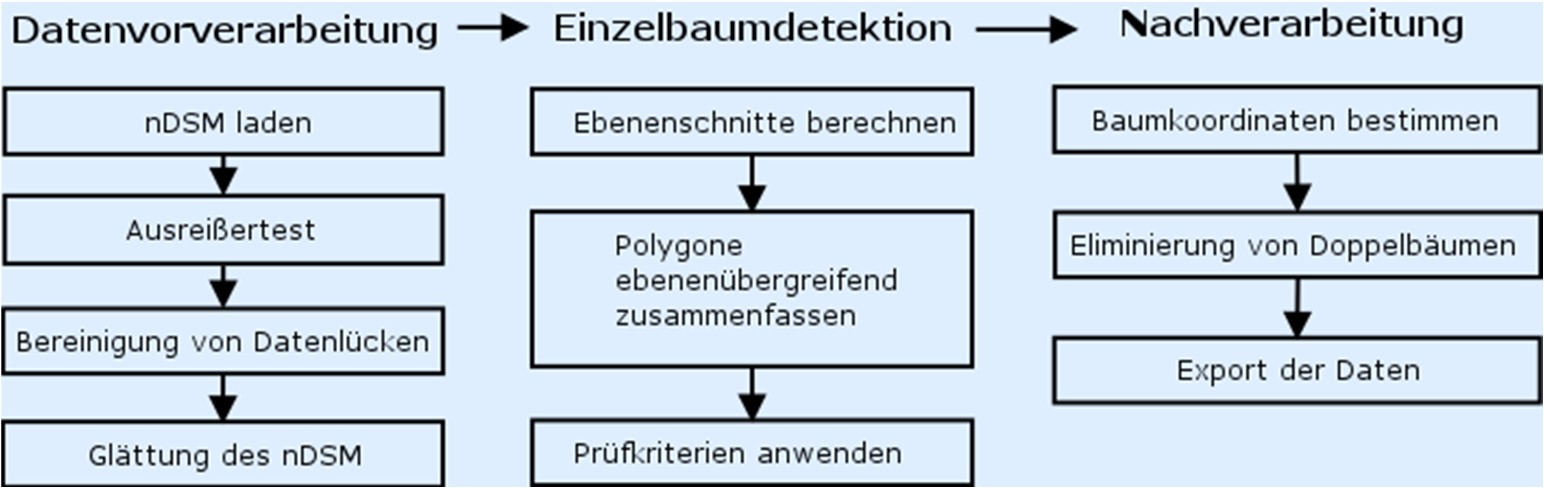 Datenvorverarbeitung
nDSM laden
Ausreißertest
Bereinigung von Datenlücken
Glättung des nDSM
Einzelbaumdetektion
Ebenenschnitte berechnen
Polygone
ebenenübergreifend
zusammenfassen
Prüfkriterien anwenden
Nachverarbeitung
Baumkoordinaten bestimmen
Eliminierung von Doppelbäumen
Export der Daten